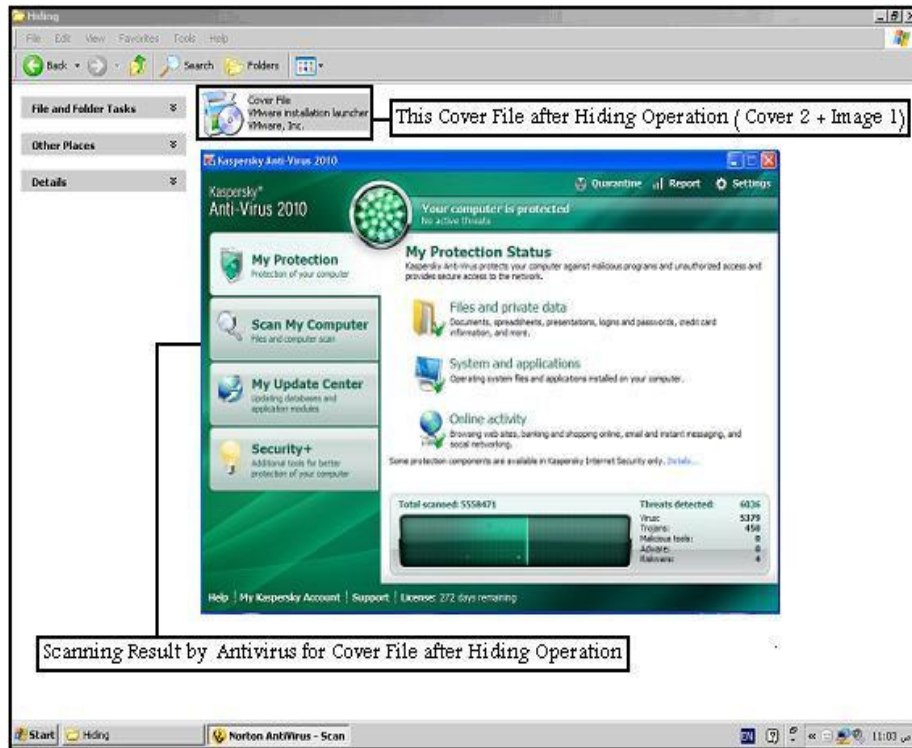 Hiding
File Edit View Favorites Tools Help
Back Search Folders
File and Folder Tasks
Other Places
Details
Cover File
VMware installation launcher
VMware, Inc.
This Cover File after Hiding Operation ( Cover 2 + Image 1)
Kaspersky Anti-Virus 2010
Quarantine Report Settings
Kaspersky
Anti-Virus 2010
Your computer is protected
No active threats
My Protection
Protection of your computer
Scan My Computer
Files and computer scan
My Update Center
Updating databases and
application modules
Security+
Additional tools for better
protection of your computer
My Protection Status
Kaspersky Anti-Virus protects your computer against malicious programs and unauthorized access and
provides secure access to the network.
Files and private data
Documents, spreadsheets, presentations, logins and passwords, credit card
information, and more.
System and applications
Operating system files and applications installed on your computer.
Online activity
Browsing web sites, banking and shopping online, email and instant messaging, and
social networking.
Some protection components are available in Kaspersky Internet Security only. Details...
Total scanned: 5558471
Threats detected: 6036
Virus: 5379
Trojans: 450
Malicious tools: 0
Adware: 0
Riskware: 4
Help My Kaspersky Account Support License: 272 days remaining
Scanning Result by Antivirus for Cover File after Hiding Operation
Start Hiding Norton AntiVirus - Scan EN 11:03 ص